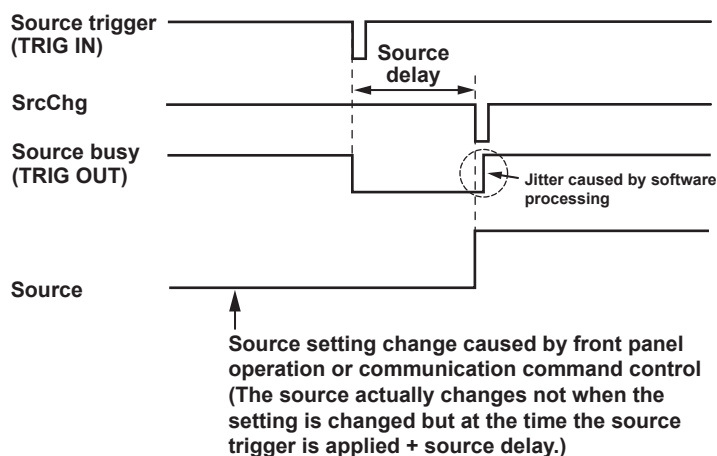 Source trigger
(TRIG IN)
Source
delay
SrcChg
Source busy
(TRIG OUT)
Jitter caused by software
processing
Source
Source setting change caused by front panel
operation or communication command control
(The source actually changes not when the
setting is changed but at the time the source
trigger is applied + source delay.)